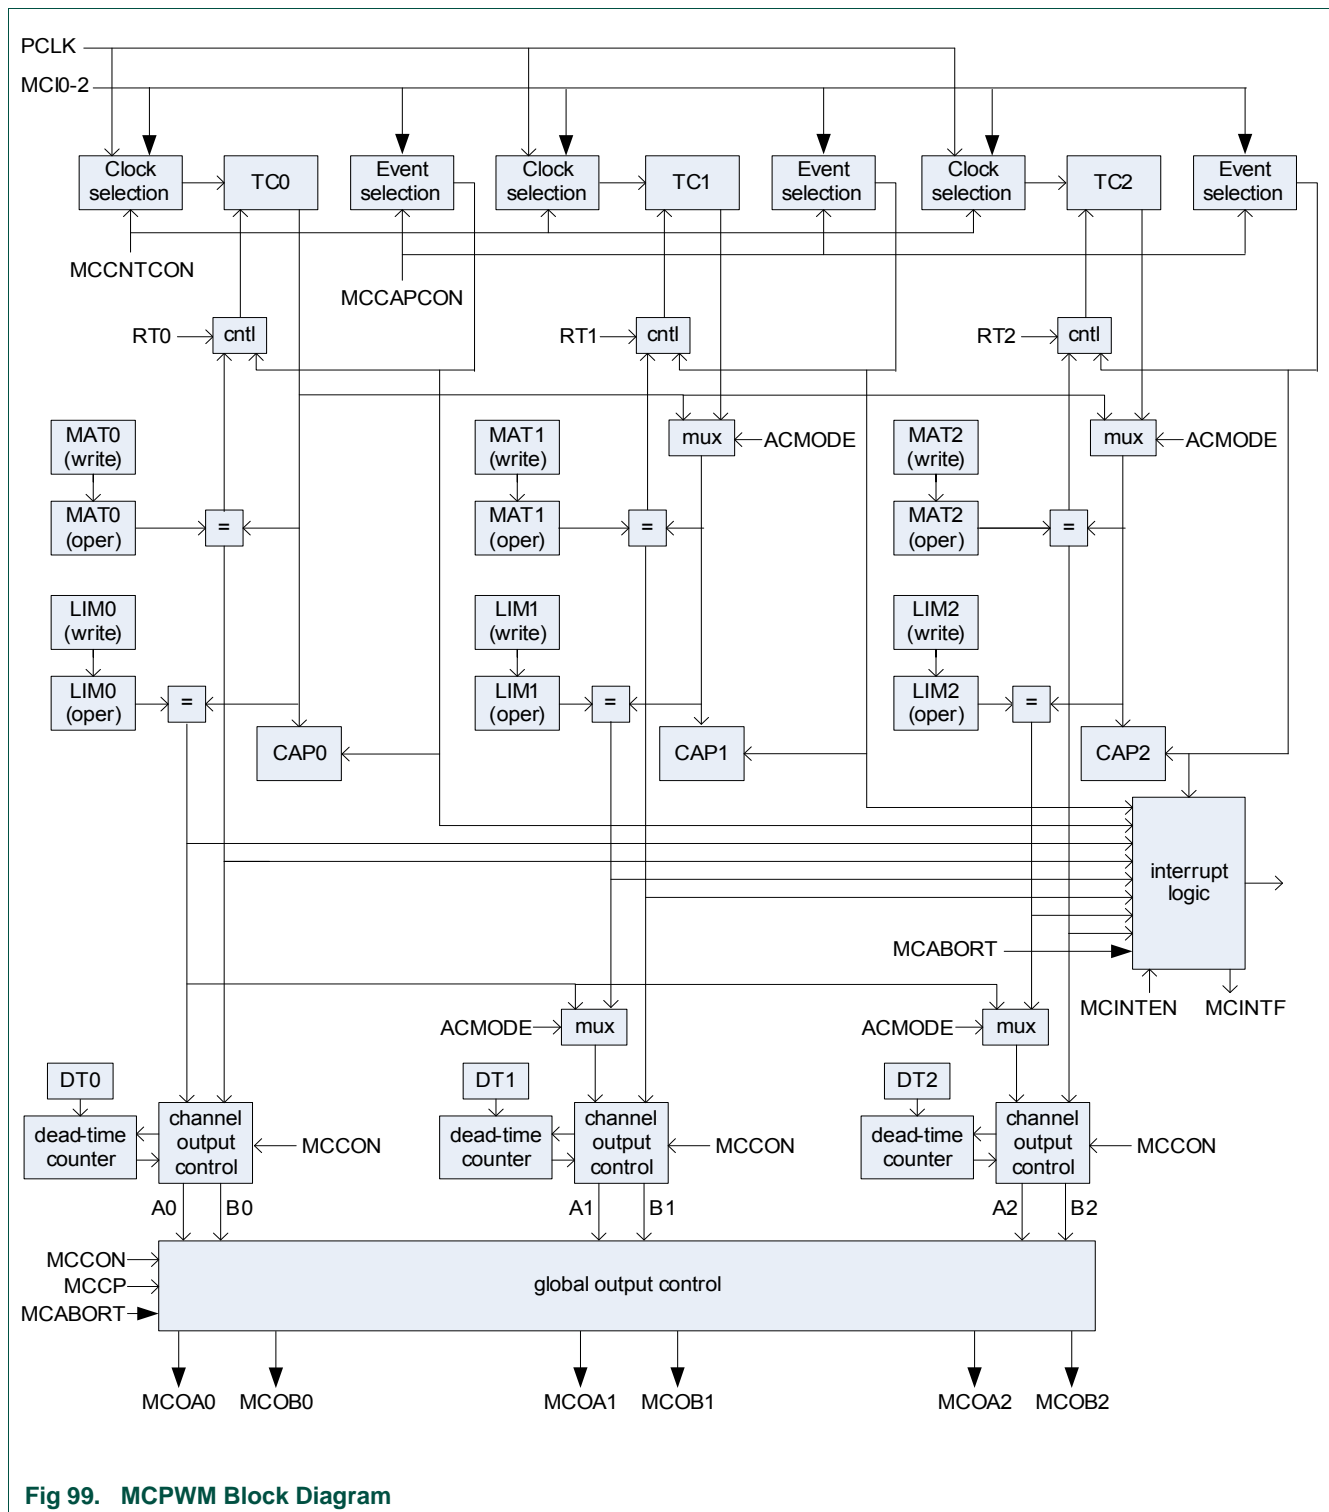 PCLK
MCI0-2
Clock
selection
TC0
Event
selection
Clock
selection
TC1
Event
selection
Clock
selection
TC2
Event
selection
MCCNTCON
MCCAPCON
RT0
cntl
RT1
cntl
RT2
cntl
MAT0
(write)
MAT1
(write)
mux
ACMODE
MAT2
(write)
mux
ACMODE
MAT0
(oper)
=
MAT1
(oper)
=
MAT2
(oper)
=
LIM0
(write)
LIM1
(write)
LIM2
(write)
LIM0
(oper)
=
LIM1
(oper)
=
LIM2
(oper)
=
CAP0
CAP1
CAP2
interrupt
logic
MCABORT
MCINTEN
MCINTF
ACMODE
mux
ACMODE
mux
DT0
DT1
DT2
dead-time
counter
channel
output
control
MCCON
dead-time
counter
channel
output
control
MCCON
dead-time
counter
channel
output
control
MCCON
A0
B0
A1
B1
A2
B2
MCCON
MCCP
MCABORT
global output control
MCOA0
MCOB0
MCOA1
MCOB1
MCOA2
MCOB2
Fig 99. MCPWM Block Diagram